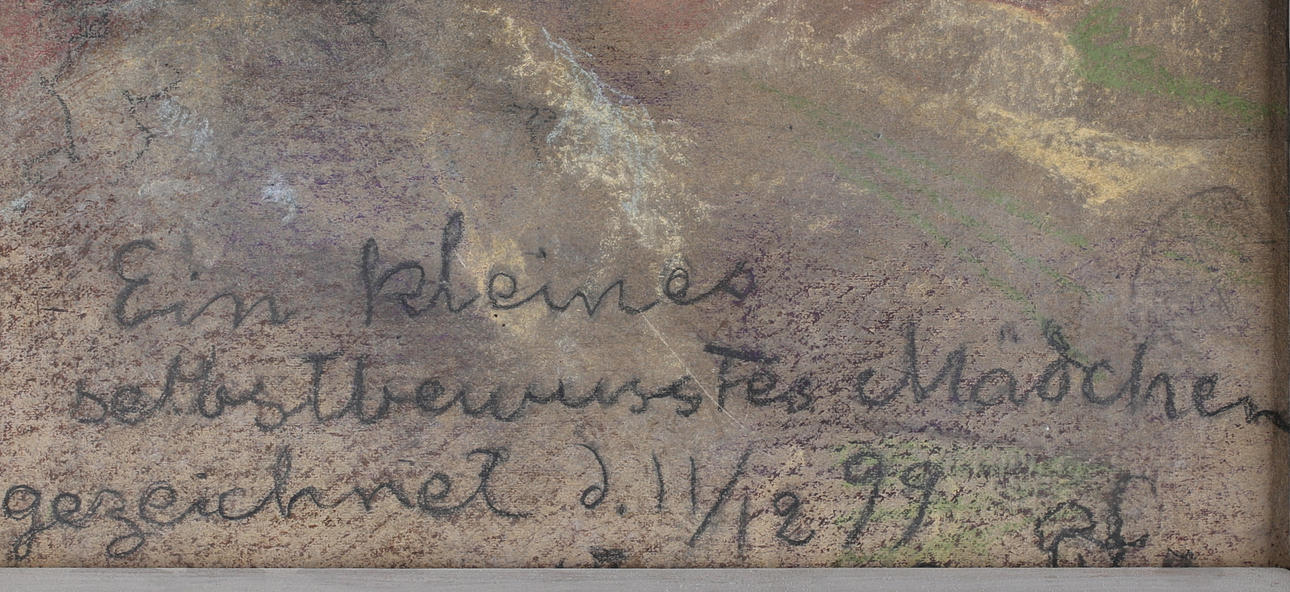 Ein kleines
selbstbewusstes Mädchen
gezeichnet d. 11/12 99